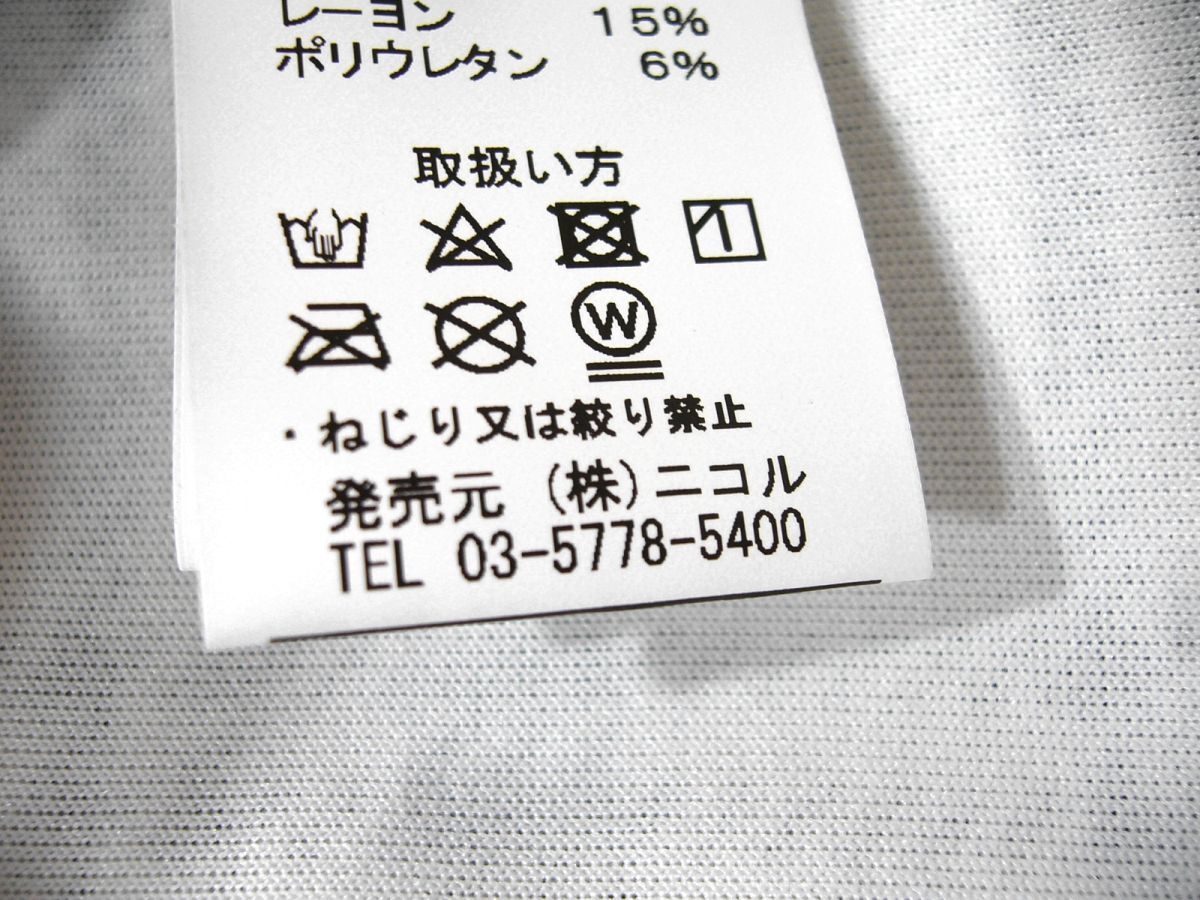 レーヨン 15%
ポリウレタン 6%
取扱い方
W
・ねじり又は絞り禁止
発売元 (株)ニコル
TEL 03-5778-5400